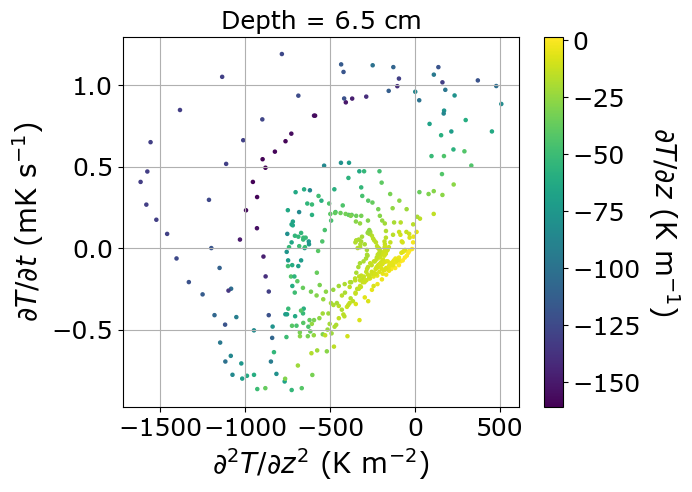 Depth = 6.5 cm
1.0
0.5
0.0
−0.5
∂T/∂t (mK s⁻¹)
−1500 −1000 −500 0 500
∂²T/∂z² (K m⁻²)
0
−25
−50
−75
−100
−125
−150
∂T/∂z (K m⁻¹)